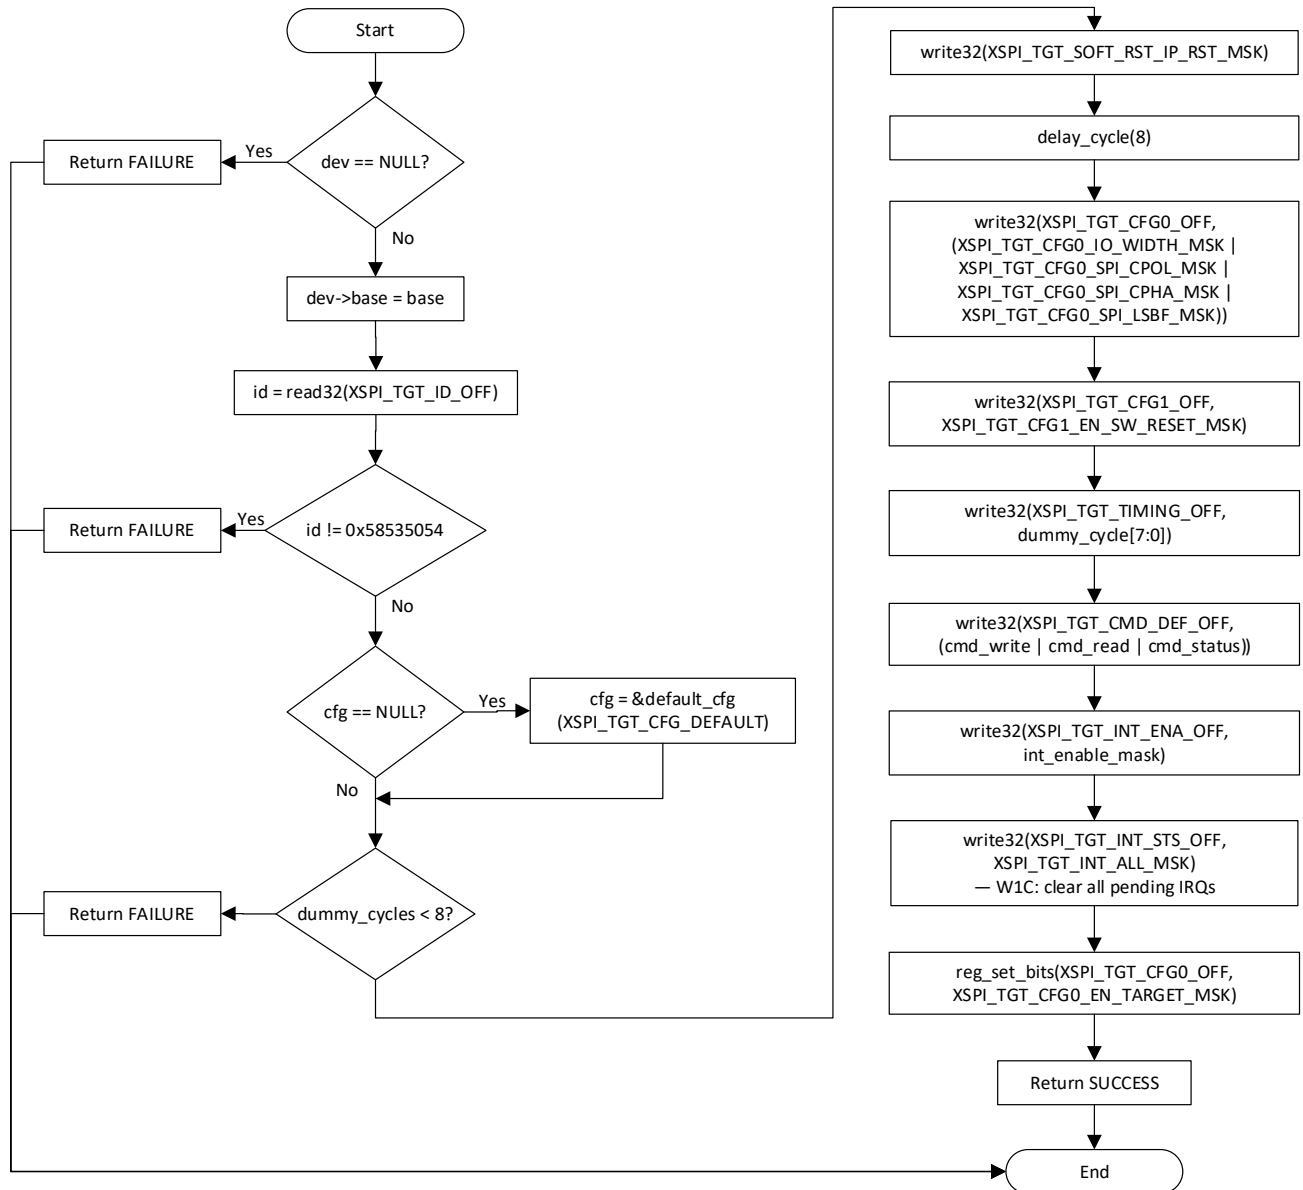 Start
dev == NULL?
Yes
Return FAILURE
No
dev->base = base
id = read32(XSPI_TGT_ID_OFF)
id != 0x58535054
Yes
Return FAILURE
No
cfg == NULL?
Yes
cfg = &default_cfg
(XSPI_TGT_CFG_DEFAULT)
No
dummy_cycles < 8?
Return FAILURE
write32(XSPI_TGT_SOFT_RST_IP_RST_MSK)
delay_cycle(8)
write32(XSPI_TGT_CFG0_OFF,
(XSPI_TGT_CFG0_IO_WIDTH_MSK |
XSPI_TGT_CFG0_SPI_CPOL_MSK |
XSPI_TGT_CFG0_SPI_CPHA_MSK |
XSPI_TGT_CFG0_SPI_LSBF_MSK))
write32(XSPI_TGT_CFG1_OFF,
XSPI_TGT_CFG1_EN_SW_RESET_MSK)
write32(XSPI_TGT_TIMING_OFF,
dummy_cycle[7:0])
write32(XSPI_TGT_CMD_DEF_OFF,
(cmd_write | cmd_read | cmd_status))
write32(XSPI_TGT_INT_ENA_OFF,
int_enable_mask)
write32(XSPI_TGT_INT_STS_OFF,
XSPI_TGT_INT_ALL_MSK)
— W1C: clear all pending IRQs
reg_set_bits(XSPI_TGT_CFG0_OFF,
XSPI_TGT_CFG0_EN_TARGET_MSK)
Return SUCCESS
End